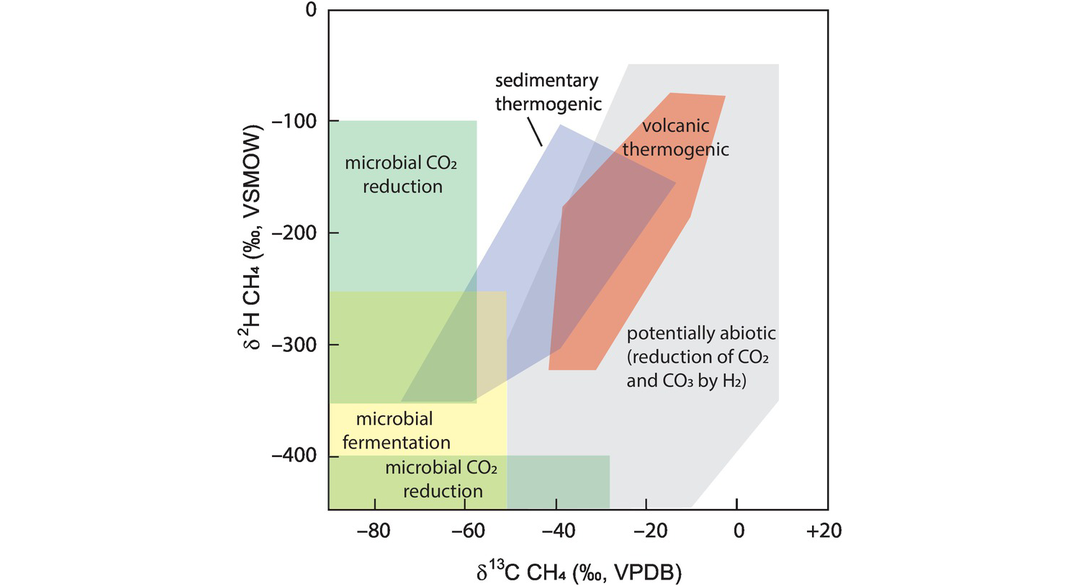 0
−100
−200
−300
−400
δ²H CH₄ (‰, VSMOW)
sedimentary
thermogenic
volcanic
thermogenic
microbial CO₂
reduction
potentially abiotic
(reduction of CO₂
and CO₃ by H₂)
microbial
fermentation
microbial CO₂
reduction
−80 −60 −40 −20 0 +20
δ¹³C CH₄ (‰, VPDB)